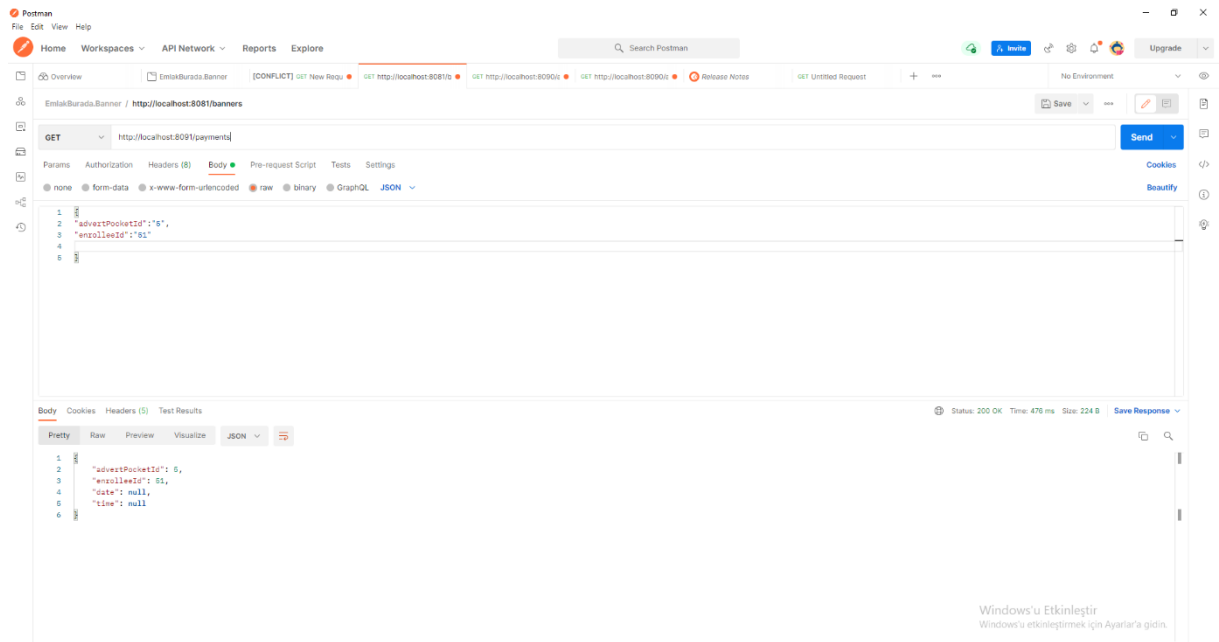 Postman
File Edit View Help
Home Workspaces API Network Reports Explore Search Postman Invite Upgrade
Overview EmlakBurada.Banner [CONFLICT] GET New Requ GET http://localhost:8081/b GET http://localhost:8090/c GET http://localhost:8090/c Release Notes GET Untitled Request + No Environment
EmlakBurada.Banner / http://localhost:8081/banners Save
GET http://localhost:8091/payments Send
Params Authorization Headers (8) Body Pre-request Script Tests Settings Cookies
none form-data x-www-form-urlencoded raw binary GraphQL JSON Beautify
1 {
2 "advertPocketId":"6",
3 "enrolleeId":"51"
4
5 }
Body Cookies Headers (5) Test Results Status: 200 OK Time: 476 ms Size: 224 B Save Response
Pretty Raw Preview Visualize JSON
1 {
2 "advertPocketId": 6,
3 "enrolleeId": 51,
4 "date": null,
5 "time": null
6 }
Windows'u Etkinleştir
Windows'u etkinleştirmek için Ayarlar'a gidin.